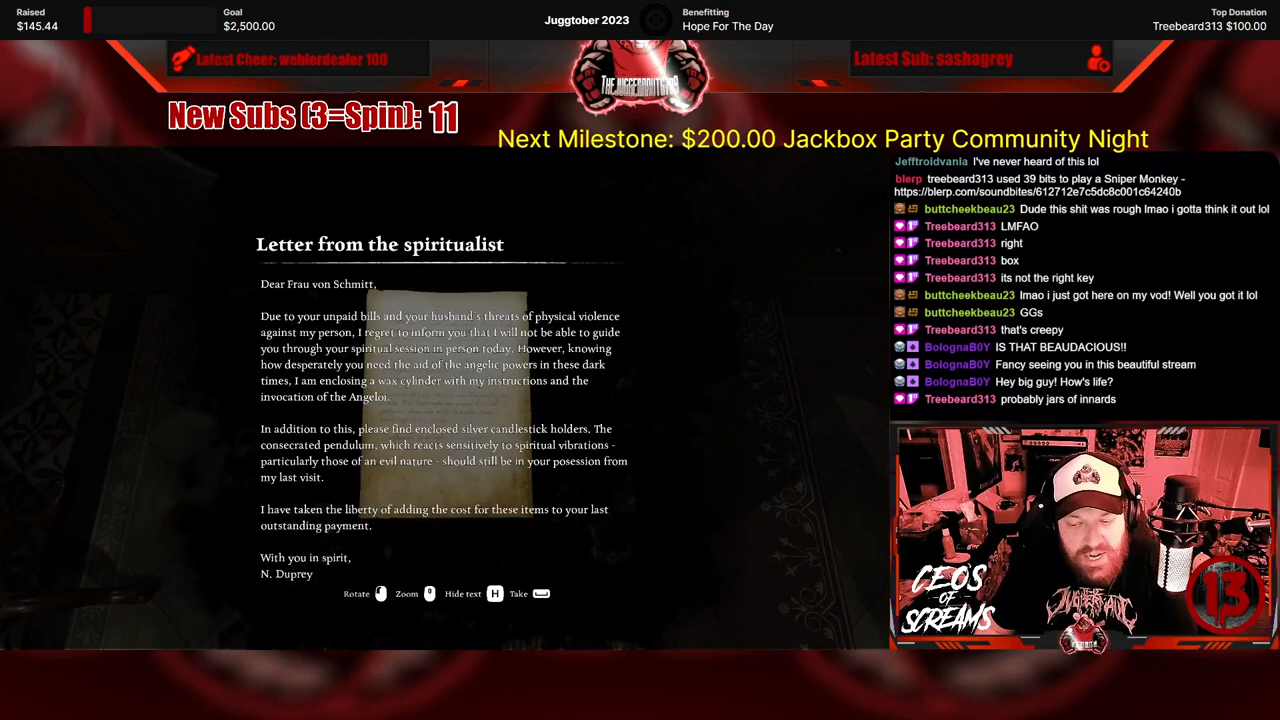 Raised
$145.44
Goal
$2,500.00
Juggtober 2023
Benefitting
Hope For The Day
Top Donation
Treebeard313 $100.00
Latest Cheer: wehlerdealer 100
Latest Sub: sashagrey
New Subs (3=Spin): 11
Next Milestone: $200.00 Jackbox Party Community Night
Letter from the spiritualist
Dear Frau von Schmitt,
Due to your unpaid bills and your husband's threats of physical violence
against my person, I regret to inform you that I will not be able to guide
you through your spiritual session in person today. However, knowing
how desperately you need the aid of the angelic powers in these dark
times, I am enclosing a wax cylinder with my instructions and the
invocation of the Angeloi.
In addition to this, please find enclosed silver candlestick holders. The
consecrated pendulum, which reacts sensitively to spiritual vibrations -
particularly those of an evil nature - should still be in your posession from
my last visit.
I have taken the liberty of adding the cost for these items to your last
outstanding payment.
With you in spirit,
N. Duprey
Rotate Zoom Hide text H Take
Jefftroidvania I've never heard of this lol
blerp treebeard313 used 39 bits to play a Sniper Monkey -
https://blerp.com/soundbites/612712e7c5dc8c001c64240b
buttcheekbeau23 Dude this shit was rough lmao i gotta think it out lol
Treebeard313 LMFAO
Treebeard313 right
Treebeard313 box
Treebeard313 its not the right key
buttcheekbeau23 lmao i just got here on my vod! Well you got it lol
buttcheekbeau23 GGs
Treebeard313 that's creepy
BolognaB0Y IS THAT BEAUDACIOUS!!
BolognaB0Y Fancy seeing you in this beautiful stream
BolognaB0Y Hey big guy! How's life?
Treebeard313 probably jars of innards
CEOS
OF
SCREAMS
13